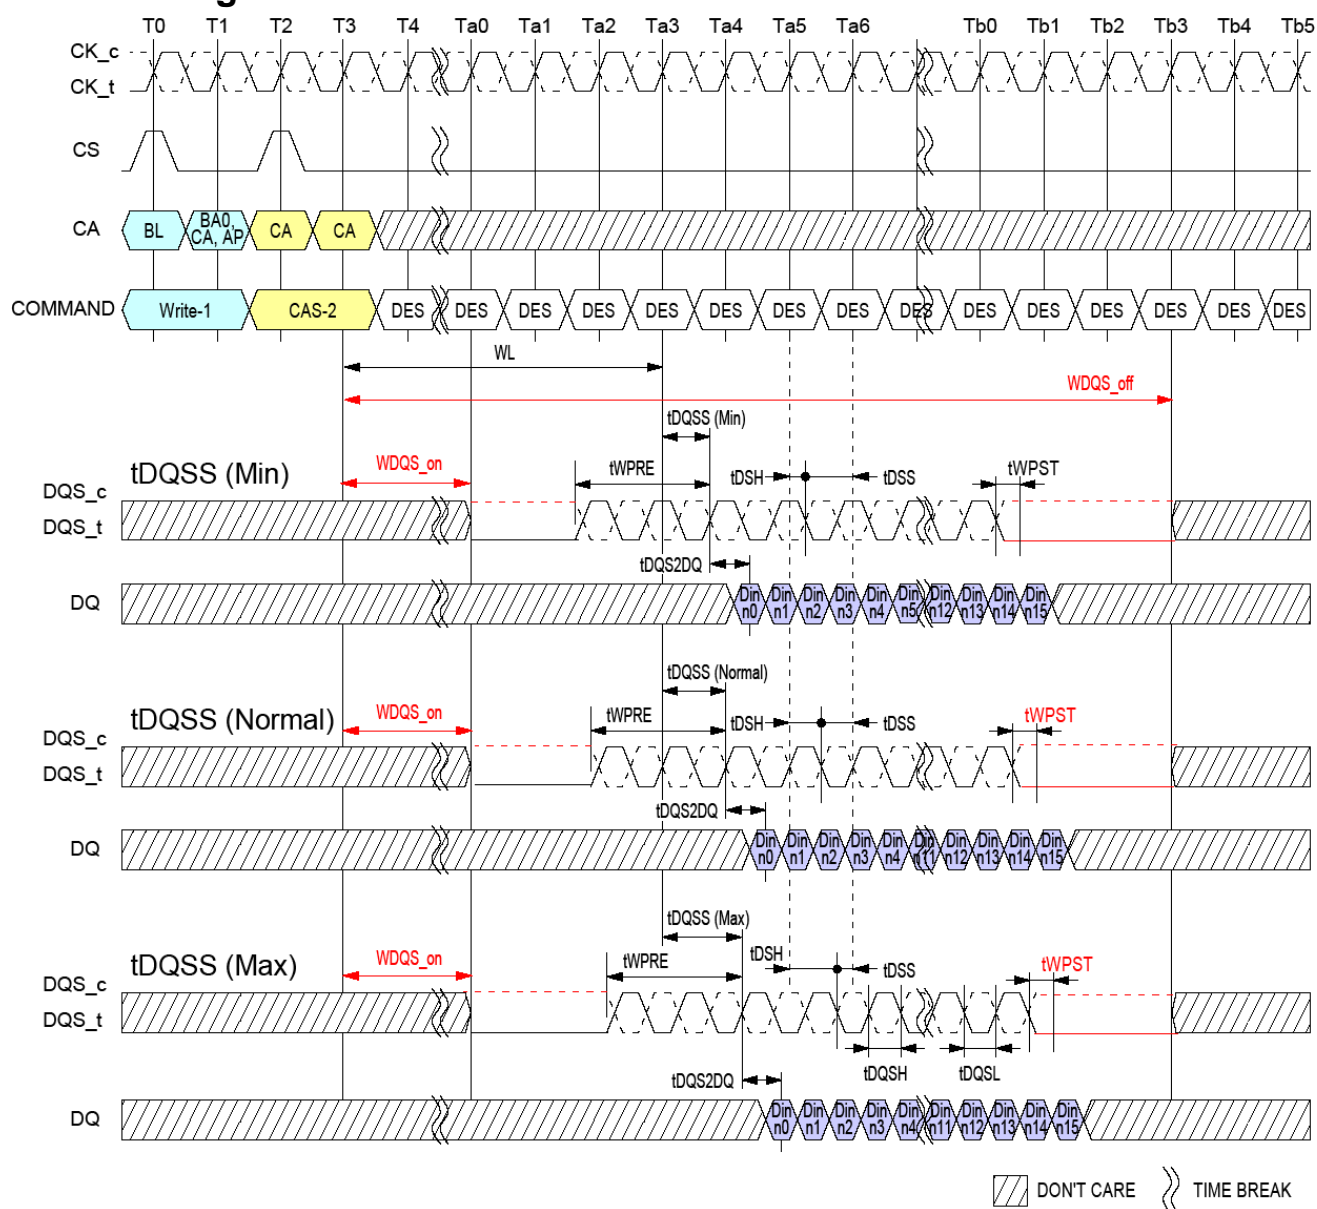 T0 T1 T2 T3 T4 Ta0 Ta1 Ta2 Ta3 Ta4 Ta5 Ta6 Tb0 Tb1 Tb2 Tb3 Tb4 Tb5
CK_c
CK_t
CS
CA BL BA0, CA, AP CA CA
COMMAND Write-1 CAS-2 DES DES DES DES DES DES DES DES DES DES DES DES DES DES DES
WL
WDQS_off
tDQSS (Min)
tDQSS (Min) WDQS_on tWPRE tDSH tDSS tWPST
DQS_c
DQS_t
tDQS2DQ
DQ Din n0 Din n1 Din n2 Din n3 Din n4 Din n5 Din n12 Din n13 Din n14 Din n15
tDQSS (Normal)
tDQSS (Normal) WDQS_on tWPRE tDSH tDSS tWPST
DQS_c
DQS_t
tDQS2DQ
DQ Din n0 Din n1 Din n2 Din n3 Din n4 Din n11 Din n12 Din n13 Din n14 Din n15
tDQSS (Max)
tDQSS (Max) WDQS_on tWPRE tDSH tDSS tWPST
DQS_c
DQS_t
tDQSH tDQSL
tDQS2DQ
DQ Din n0 Din n1 Din n2 Din n3 Din n4 Din n11 Din n12 Din n13 Din n14 Din n15
DON'T CARE TIME BREAK